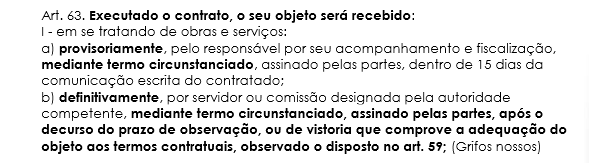 Art. 63. Executado o contrato, o seu objeto será recebido:
I - em se tratando de obras e serviços:
a) provisoriamente, pelo responsável por seu acompanhamento e fiscalização,
mediante termo circunstanciado, assinado pelas partes, dentro de 15 dias da
comunicação escrita do contratado;
b) definitivamente, por servidor ou comissão designada pela autoridade
competente, mediante termo circunstanciado, assinado pelas partes, após o
decurso do prazo de observação, ou de vistoria que comprove a adequação do
objeto aos termos contratuais, observado o disposto no art. 59; (Grifos nossos)